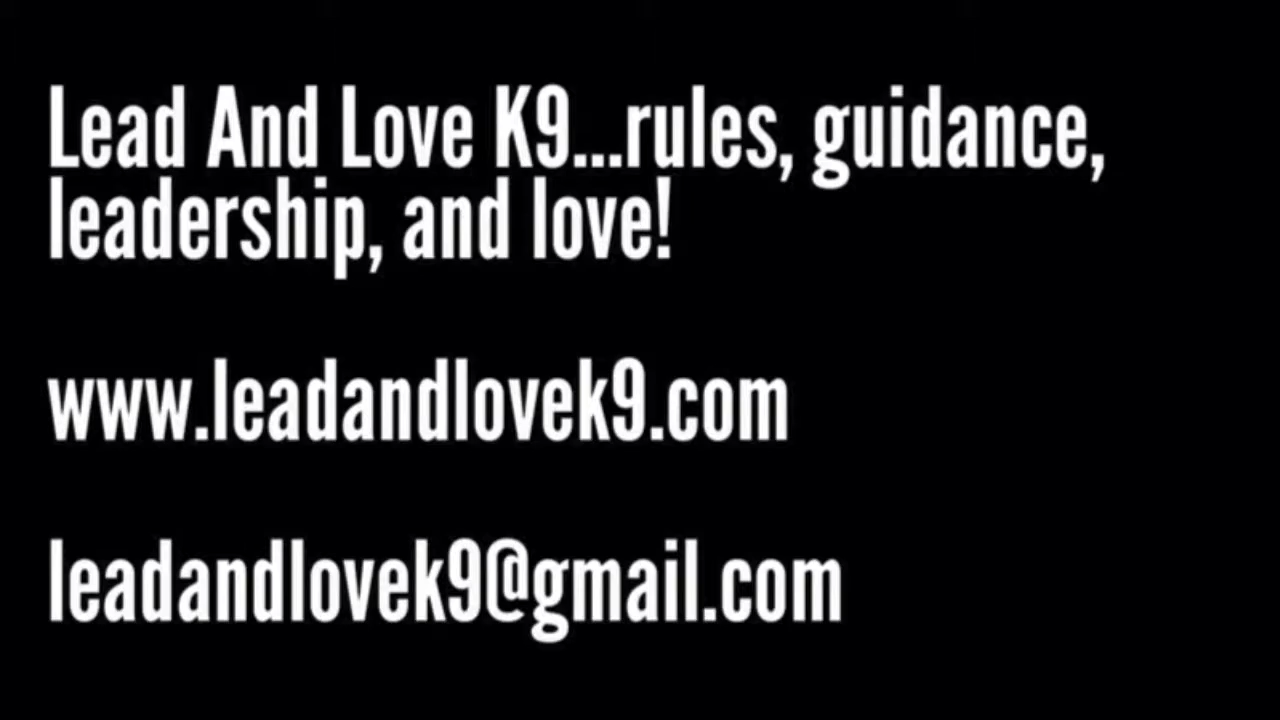 Lead And Love K9...rules, guidance,
leadership, and love!
www.leadandlovek9.com
leadandlovek9@gmail.com